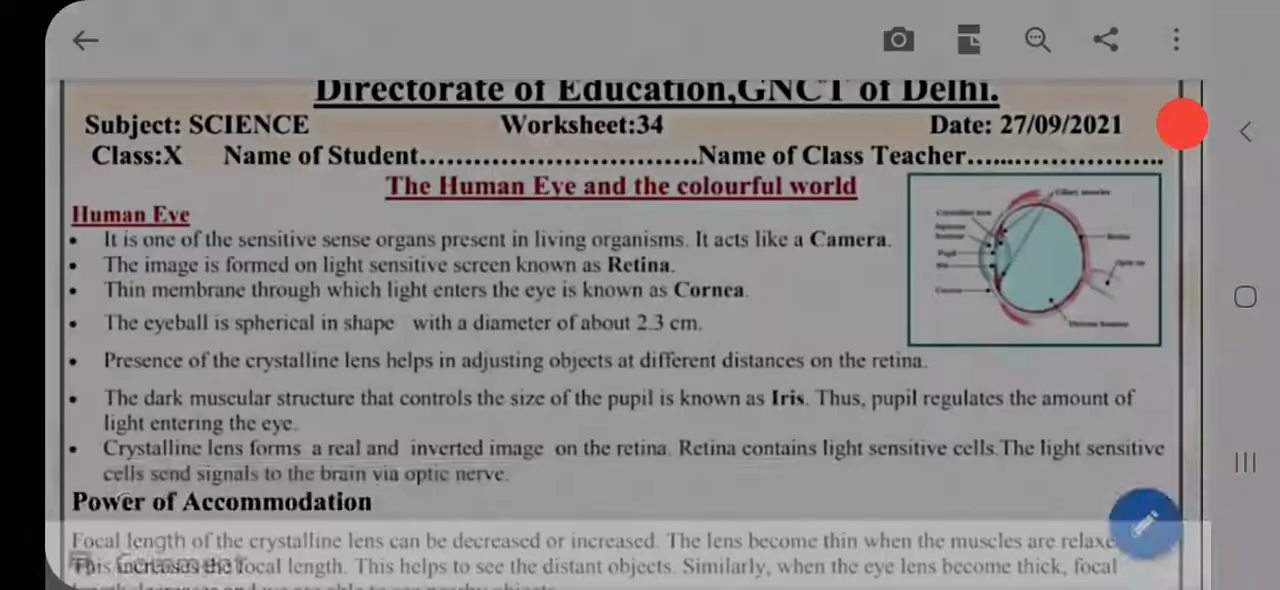 Directorate of Education,GNCT of Delhi.
Subject: SCIENCE Worksheet:34 Date: 27/09/2021
Class:X Name of Student.............................Name of Class Teacher.......................
The Human Eye and the colourful world
Human Eye
• It is one of the sensitive sense organs present in living organisms. It acts like a Camera.
• The image is formed on light sensitive screen known as Retina.
• Thin membrane through which light enters the eye is known as Cornea.
• The eyeball is spherical in shape with a diameter of about 2.3 cm.
• Presence of the crystalline lens helps in adjusting objects at different distances on the retina.
• The dark muscular structure that controls the size of the pupil is known as Iris. Thus, pupil regulates the amount of
light entering the eye.
• Crystalline lens forms a real and inverted image on the retina. Retina contains light sensitive cells.The light sensitive
cells send signals to the brain via optic nerve.
Power of Accommodation
Focal length of the crystalline lens can be decreased or increased. The lens become thin when the muscles are relaxe
This increases the focal length. This helps to see the distant objects. Similarly, when the eye lens become thick, focal
Ciliary muscles
Pupil
Retina
Cornea